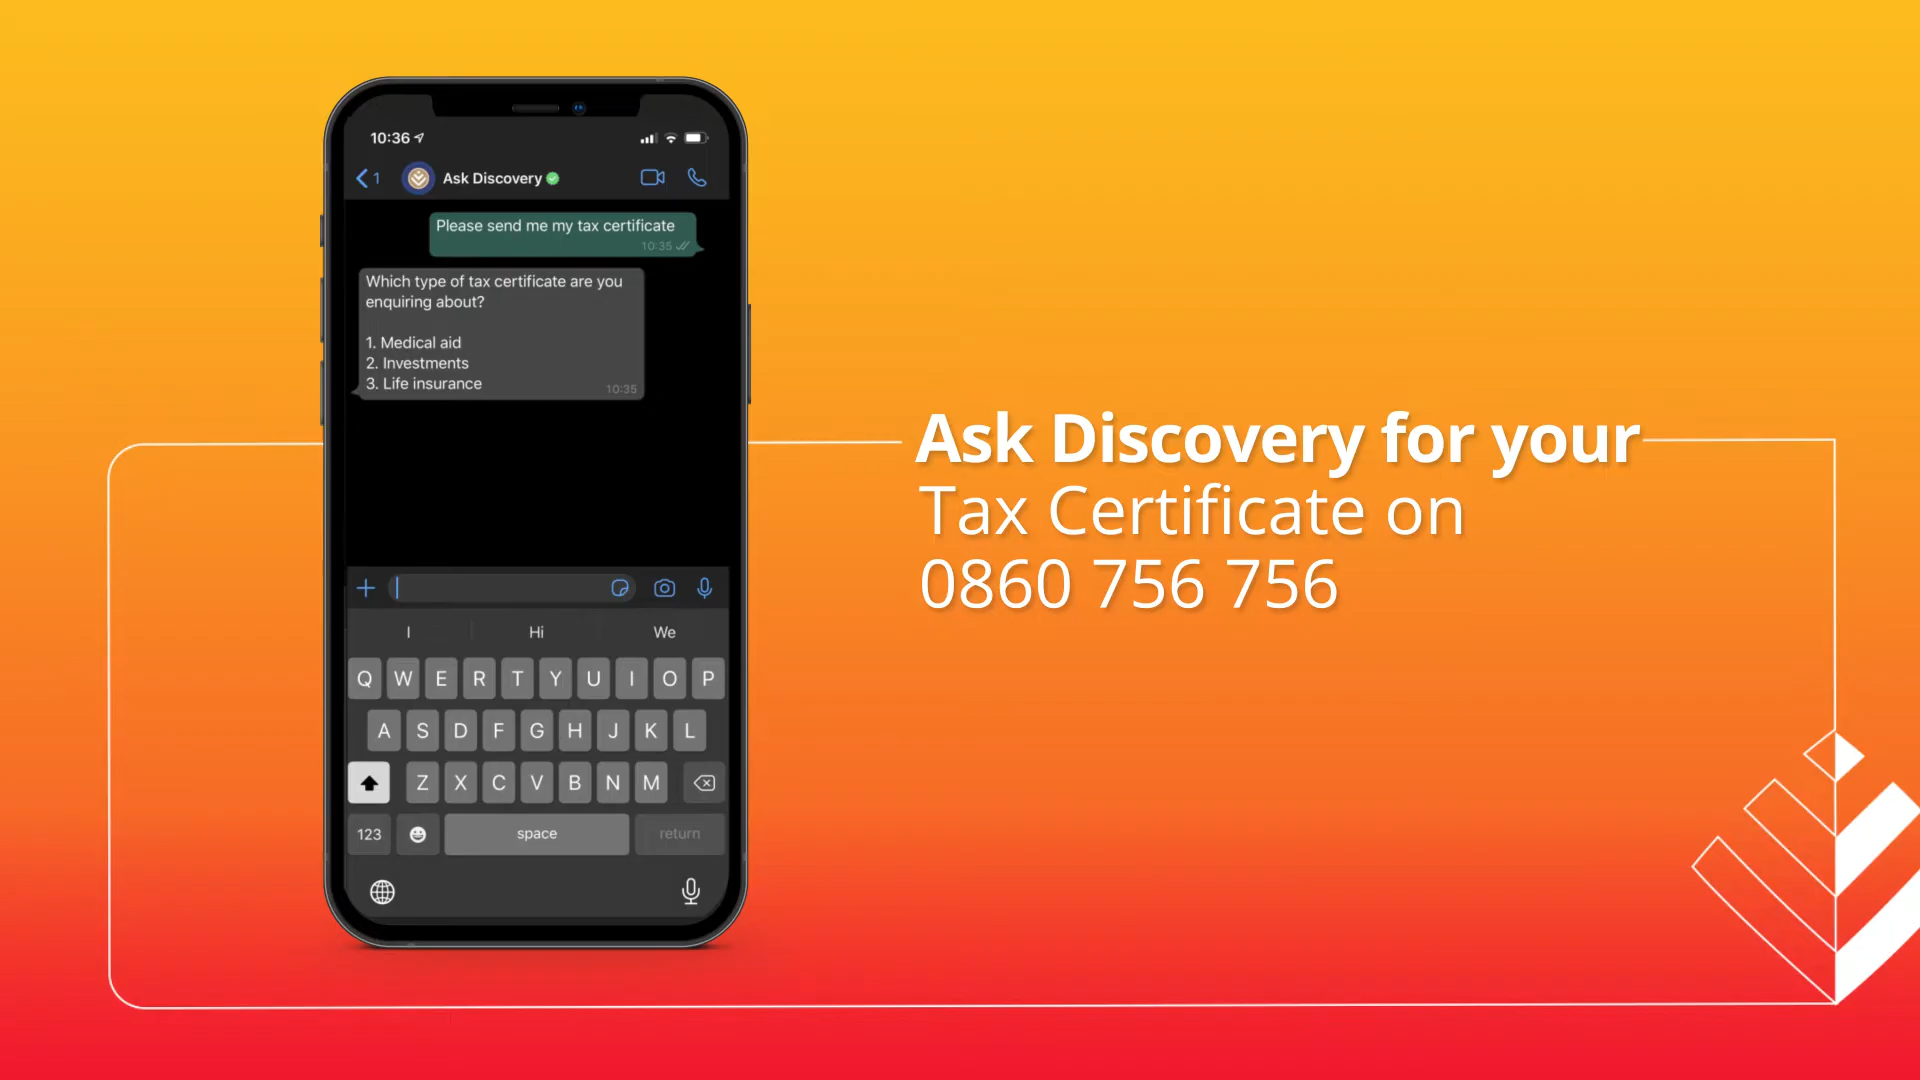 10:36
1
Ask Discovery
Please send me my tax certificate
10:35
Which type of tax certificate are you
enquiring about?
1. Medical aid
2. Investments
3. Life insurance
10:35
Ask Discovery for your
Tax Certificate on
0860 756 756
I Hi We
Q W E R T Y U I O P
A S D F G H J K L
Z X C V B N M
123 space return